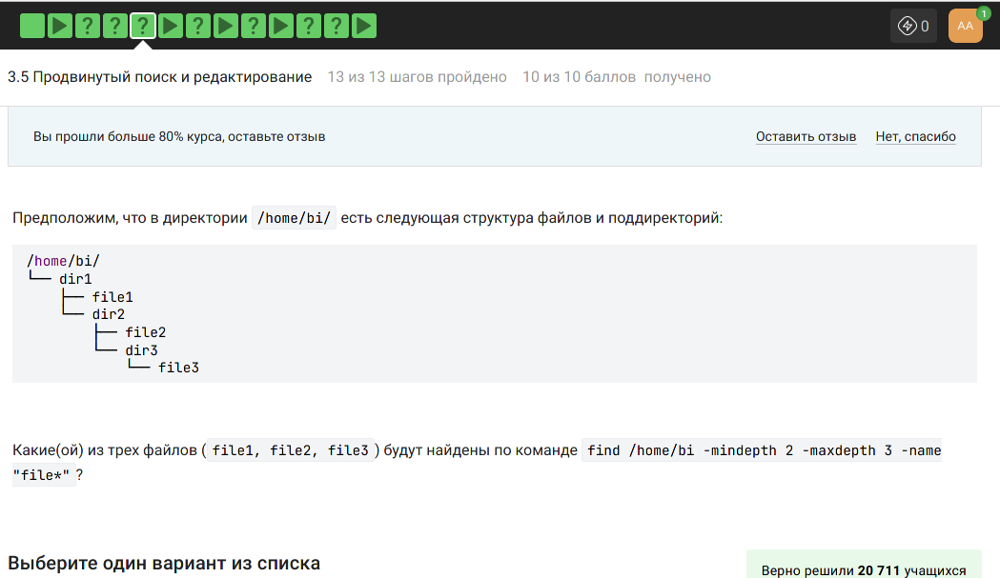 ? ? ? ? ? ? ? 0 AA 1
3.5 Продвинутый поиск и редактирование 13 из 13 шагов пройдено 10 из 10 баллов получено
Вы прошли больше 80% курса, оставьте отзыв Оставить отзыв Нет, спасибо
Предположим, что в директории /home/bi/ есть следующая структура файлов и поддиректорий:
/home/bi/
└── dir1
    ├── file1
    └── dir2
        ├── file2
        └── dir3
            └── file3
Какие(ой) из трех файлов ( file1, file2, file3 ) будут найдены по команде find /home/bi -mindepth 2 -maxdepth 3 -name
"file*" ?
Выберите один вариант из списка
Верно решили 20 711 учащихся